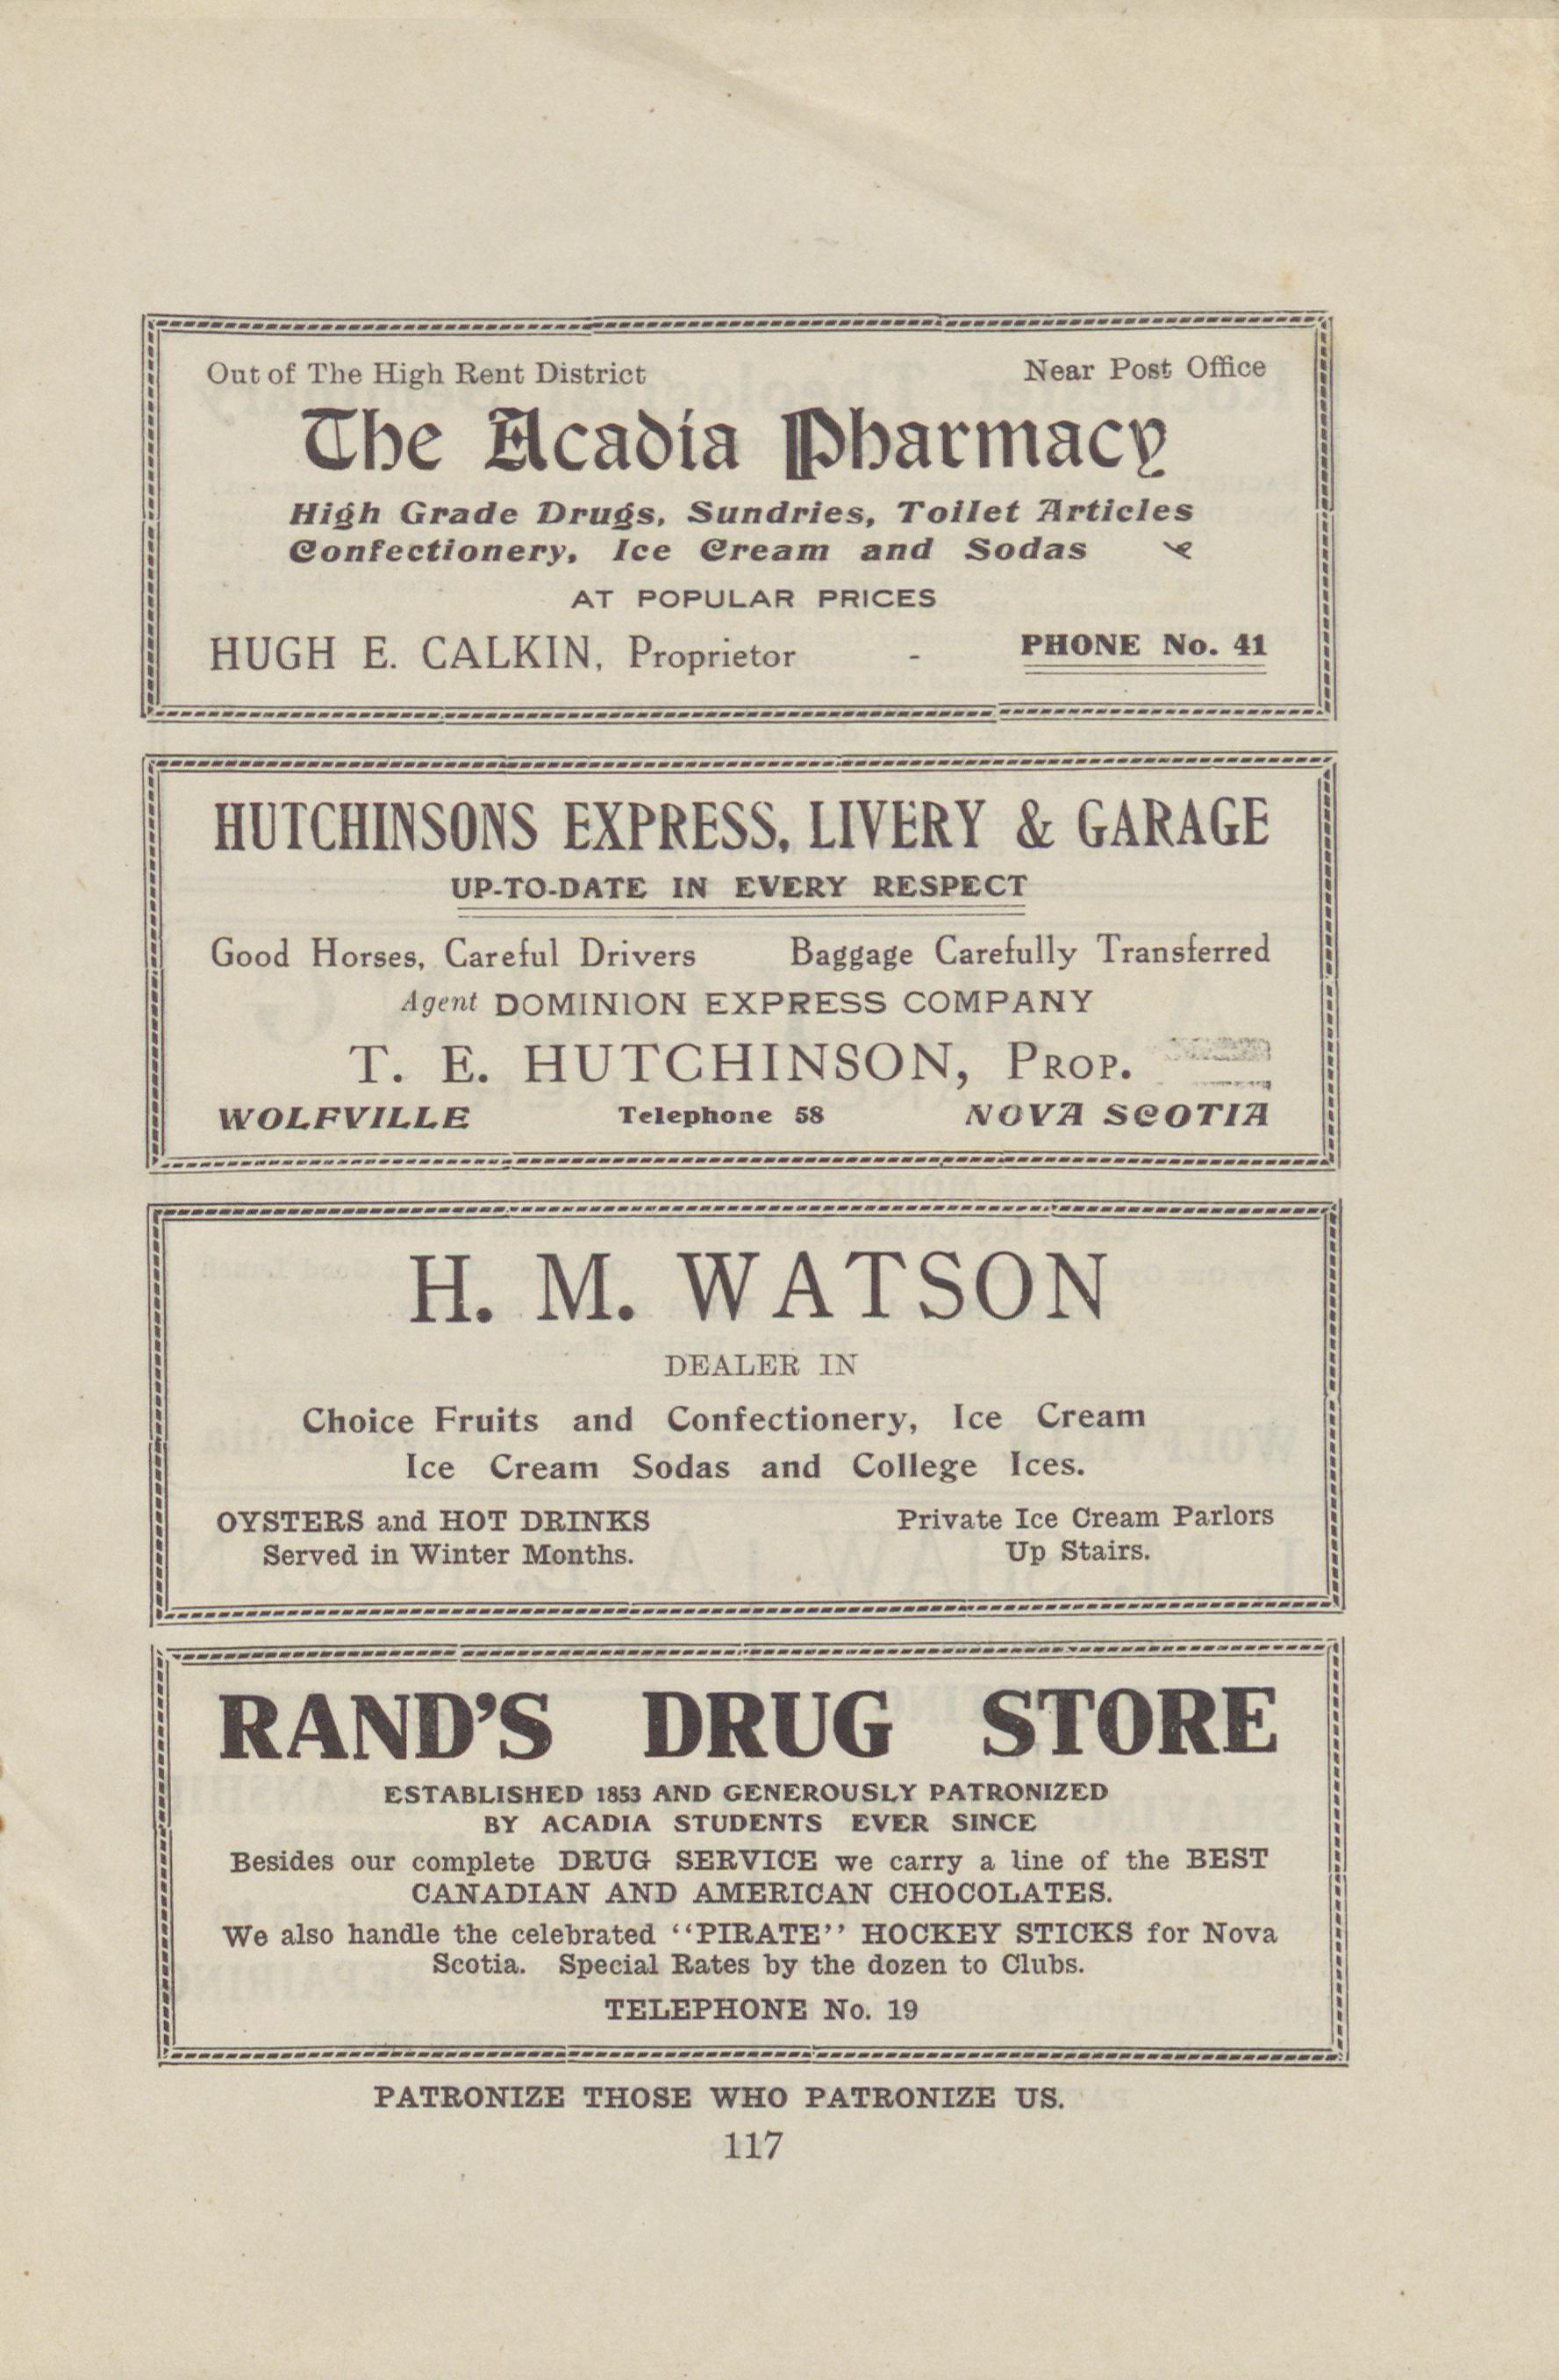 Out of The High Rent District Near Post Office
The Acadia Pharmacy
High Grade Drugs, Sundries, Toilet Articles
Confectionery, Ice Cream and Sodas
AT POPULAR PRICES
HUGH E. CALKIN, Proprietor - PHONE No. 41
HUTCHINSONS EXPRESS, LIVERY & GARAGE
UP-TO-DATE IN EVERY RESPECT
Good Horses, Careful Drivers Baggage Carefully Transferred
Agent DOMINION EXPRESS COMPANY
T. E. HUTCHINSON, PROP.
WOLFVILLE Telephone 58 NOVA SCOTIA
H. M. WATSON
DEALER IN
Choice Fruits and Confectionery, Ice Cream
Ice Cream Sodas and College Ices.
OYSTERS and HOT DRINKS
Served in Winter Months.
Private Ice Cream Parlors
Up Stairs.
RAND'S DRUG STORE
ESTABLISHED 1853 AND GENEROUSLY PATRONIZED
BY ACADIA STUDENTS EVER SINCE
Besides our complete DRUG SERVICE we carry a line of the BEST
CANADIAN AND AMERICAN CHOCOLATES.
We also handle the celebrated "PIRATE" HOCKEY STICKS for Nova
Scotia. Special Rates by the dozen to Clubs.
TELEPHONE No. 19
PATRONIZE THOSE WHO PATRONIZE US.
117